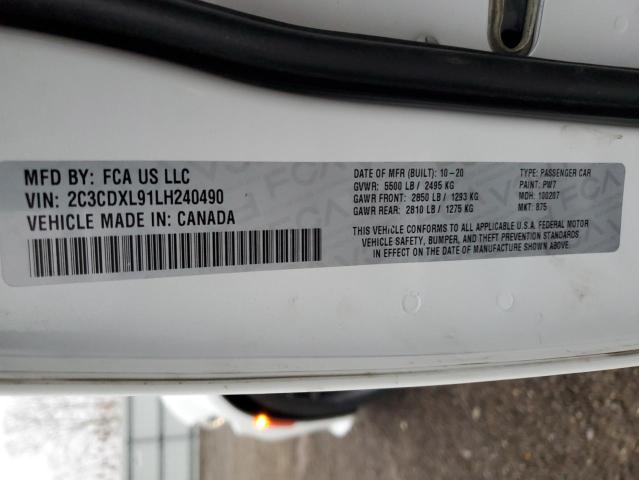 MFD BY: FCA US LLC
VIN: 2C3CDXL91LH240490
VEHICLE MADE IN: CANADA
DATE OF MFR (BUILT): 10-20
GVWR: 5500 LB / 2495 KG
GAWR FRONT: 2850 LB / 1293 KG
GAWR REAR: 2810 LB / 1275 KG
TYPE: PASSENGER CAR
PAINT: PW7
MDH: 100207
MKT: 875
THIS VEHICLE CONFORMS TO ALL APPLICABLE U.S.A. FEDERAL MOTOR
VEHICLE SAFETY, BUMPER, AND THEFT PREVENTION STANDARDS
IN EFFECT ON THE DATE OF MANUFACTURE SHOWN ABOVE.